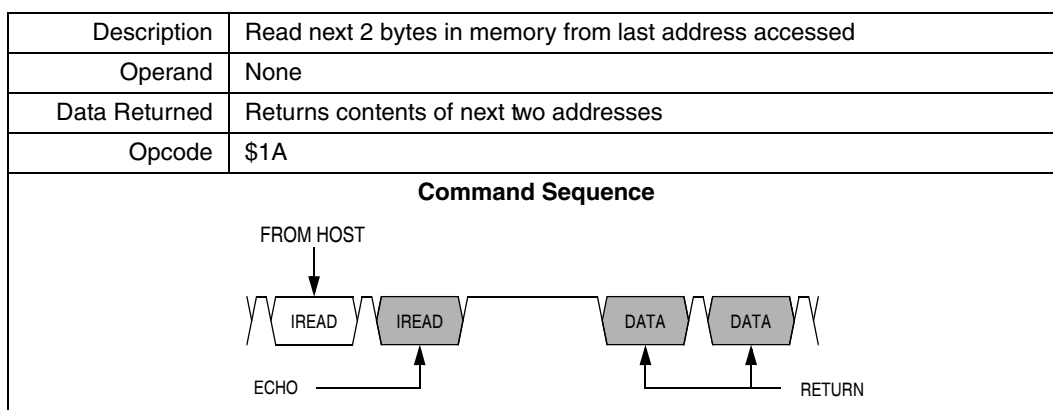 Description Read next 2 bytes in memory from last address accessed
Operand None
Data Returned Returns contents of next two addresses
Opcode $1A
Command Sequence
FROM HOST
IREAD IREAD DATA DATA
ECHO RETURN